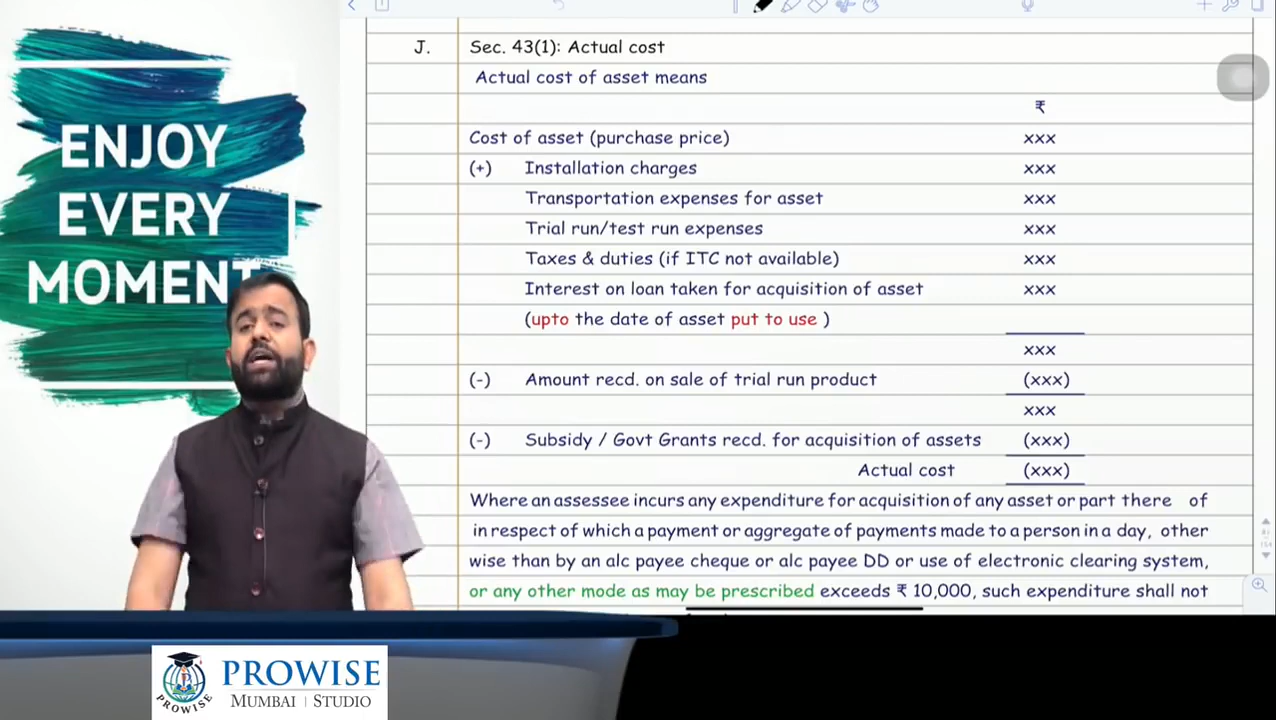 ENJOY
EVERY
MOMENT
J. Sec. 43(1): Actual cost
Actual cost of asset means
₹
Cost of asset (purchase price) xxx
(+) Installation charges xxx
Transportation expenses for asset xxx
Trial run/test run expenses xxx
Taxes & duties (if ITC not available) xxx
Interest on loan taken for acquisition of asset xxx
(upto the date of asset put to use )
xxx
(-) Amount recd. on sale of trial run product (xxx)
xxx
(-) Subsidy / Govt Grants recd. for acquisition of assets (xxx)
Actual cost (xxx)
Where an assessee incurs any expenditure for acquisition of any asset or part there of
in respect of which a payment or aggregate of payments made to a person in a day, other
wise than by an alc payee cheque or alc payee DD or use of electronic clearing system,
or any other mode as may be prescribed exceeds ₹ 10,000, such expenditure shall not
PROWISE
PROWISE
MUMBAI | STUDIO